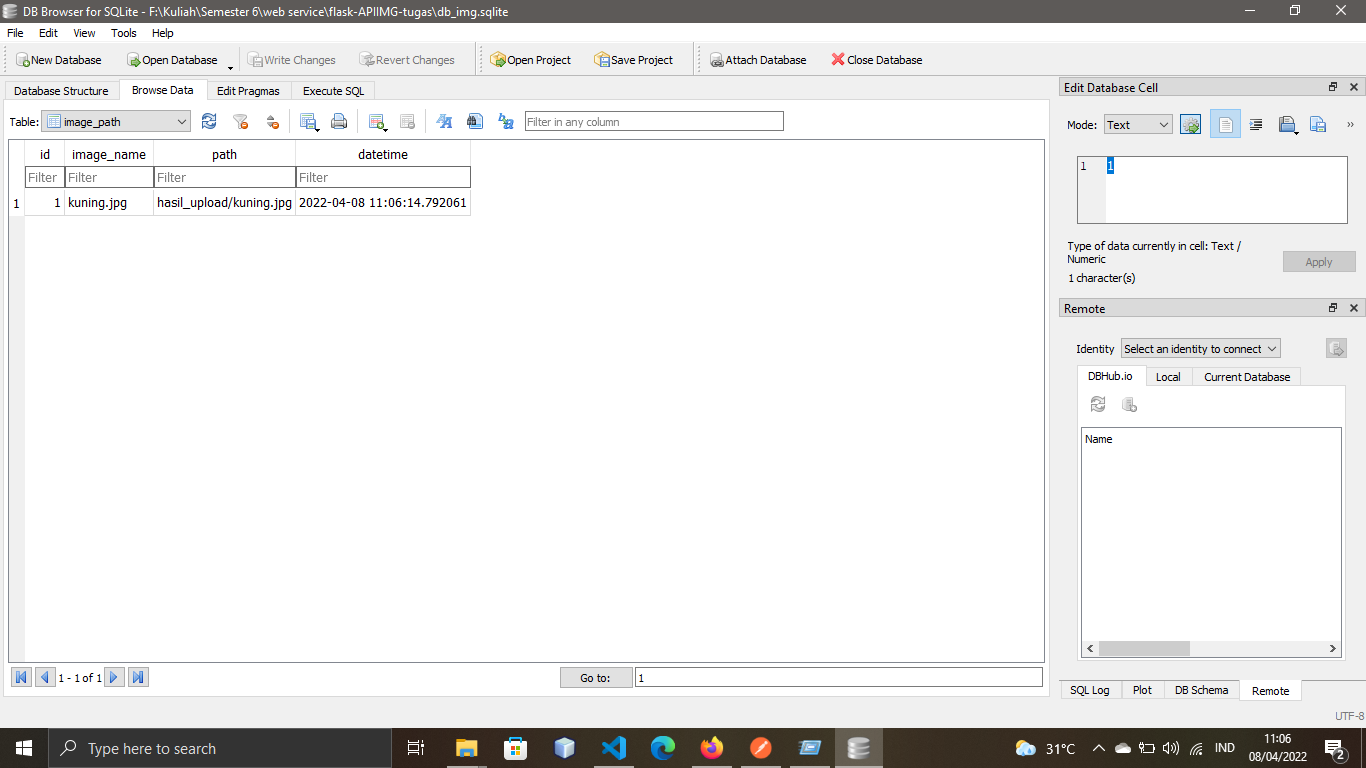 DB Browser for SQLite - F:\Kuliah\Semester 6\web service\flask-APIIMG-tugas\db_img.sqlite
File Edit View Tools Help
New Database Open Database Write Changes Revert Changes Open Project Save Project Attach Database Close Database
Database Structure Browse Data Edit Pragmas Execute SQL
Table: image_path Filter in any column
id image_name path datetime
Filter Filter Filter Filter
1 1 kuning.jpg hasil_upload/kuning.jpg 2022-04-08 11:06:14.792061
1 - 1 of 1 Go to: 1
Edit Database Cell
Mode: Text
1 1
Type of data currently in cell: Text /
Numeric
1 character(s)
Apply
Remote
Identity Select an identity to connect
DBHub.io Local Current Database
Name
SQL Log Plot DB Schema Remote
UTF-8
Type here to search
31°C IND 11:06
08/04/2022
2